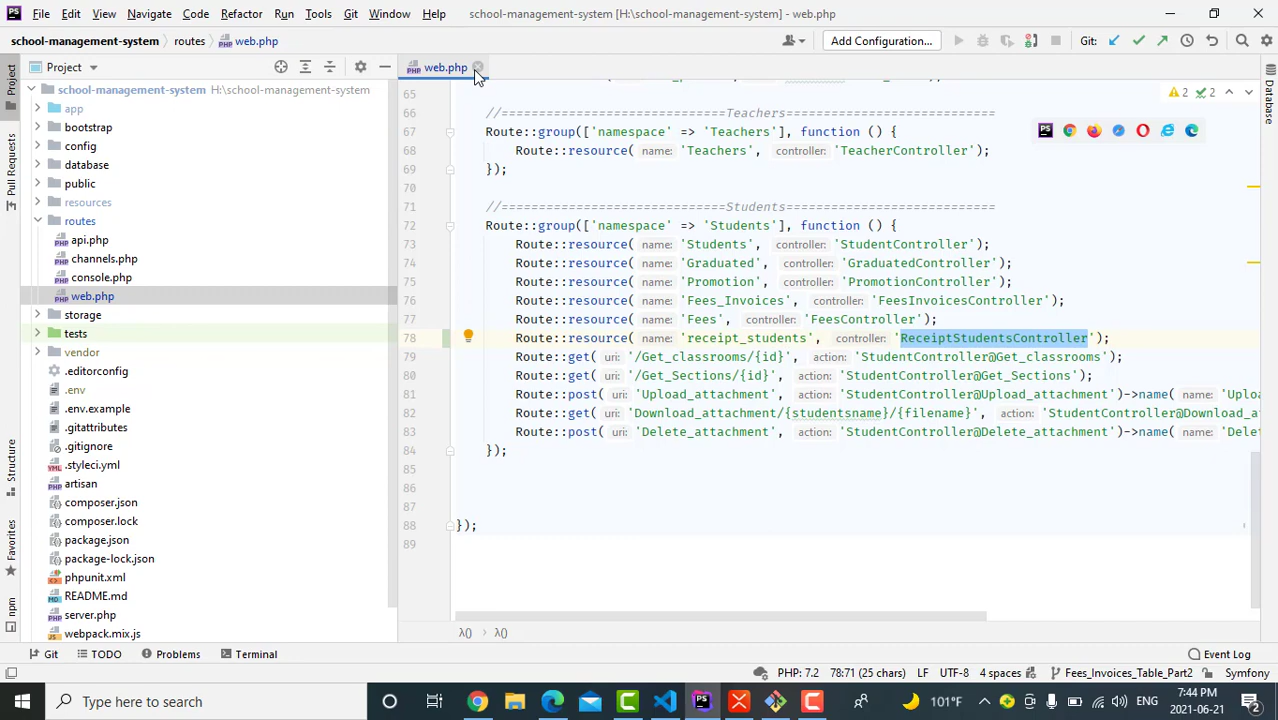 File Edit View Navigate Code Refactor Run Tools Git Window Help school-management-system [H:\school-management-system] - web.php
school-management-system routes web.php Add Configuration... Git:
Project web.php
school-management-system H:\school-management-system
app
bootstrap
config
database
public
resources
routes
api.php
channels.php
console.php
web.php
storage
tests
vendor
.editorconfig
.env
.env.example
.gitattributes
.gitignore
.styleci.yml
artisan
composer.json
composer.lock
package.json
package-lock.json
phpunit.xml
README.md
server.php
webpack.mix.js
Project
Pull Requests
Structure
Favorites
npm
Database
2 2
65
66 //==============================Teachers============================
67 Route::group(['namespace' => 'Teachers'], function () {
68 Route::resource( name: 'Teachers', controller: 'TeacherController');
69 });
70
71 //==============================Students============================
72 Route::group(['namespace' => 'Students'], function () {
73 Route::resource( name: 'Students', controller: 'StudentController');
74 Route::resource( name: 'Graduated', controller: 'GraduatedController');
75 Route::resource( name: 'Promotion', controller: 'PromotionController');
76 Route::resource( name: 'Fees_Invoices', controller: 'FeesInvoicesController');
77 Route::resource( name: 'Fees', controller: 'FeesController');
78 Route::resource( name: 'receipt_students', controller: 'ReceiptStudentsController');
79 Route::get( uri: '/Get_classrooms/{id}', action: 'StudentController@Get_classrooms');
80 Route::get( uri: '/Get_Sections/{id}', action: 'StudentController@Get_Sections');
81 Route::post( uri: 'Upload_attachment', action: 'StudentController@Upload_attachment')->name( name: 'Uplo
82 Route::get( uri: 'Download_attachment/{studentsname}/{filename}', action: 'StudentController@Download_a
83 Route::post( uri: 'Delete_attachment', action: 'StudentController@Delete_attachment')->name( name: 'Delet
84 });
85
86
87
88 });
89
λ() λ()
Git TODO Problems Terminal Event Log
PHP: 7.2 78:71 (25 chars) LF UTF-8 4 spaces Fees_Invoices_Table_Part2 Symfony
Type here to search 101°F ENG 7:44 PM
2021-06-21 2